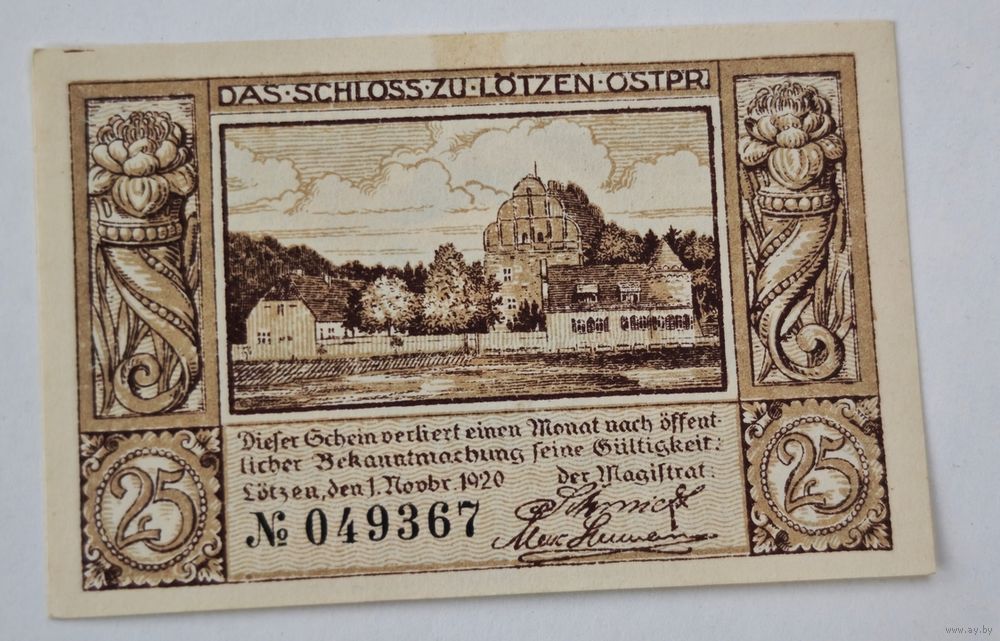 DAS·SCHLOSS·ZU·LÖTZEN·OSTPR.
Dieser Schein verliert einen Monat nach öffent-
licher Bekanntmachung seine Gültigkeit:
Lötzen, den 1. Novbr. 1920 der Magistrat:
№ 049367
25 25
www.ay.by